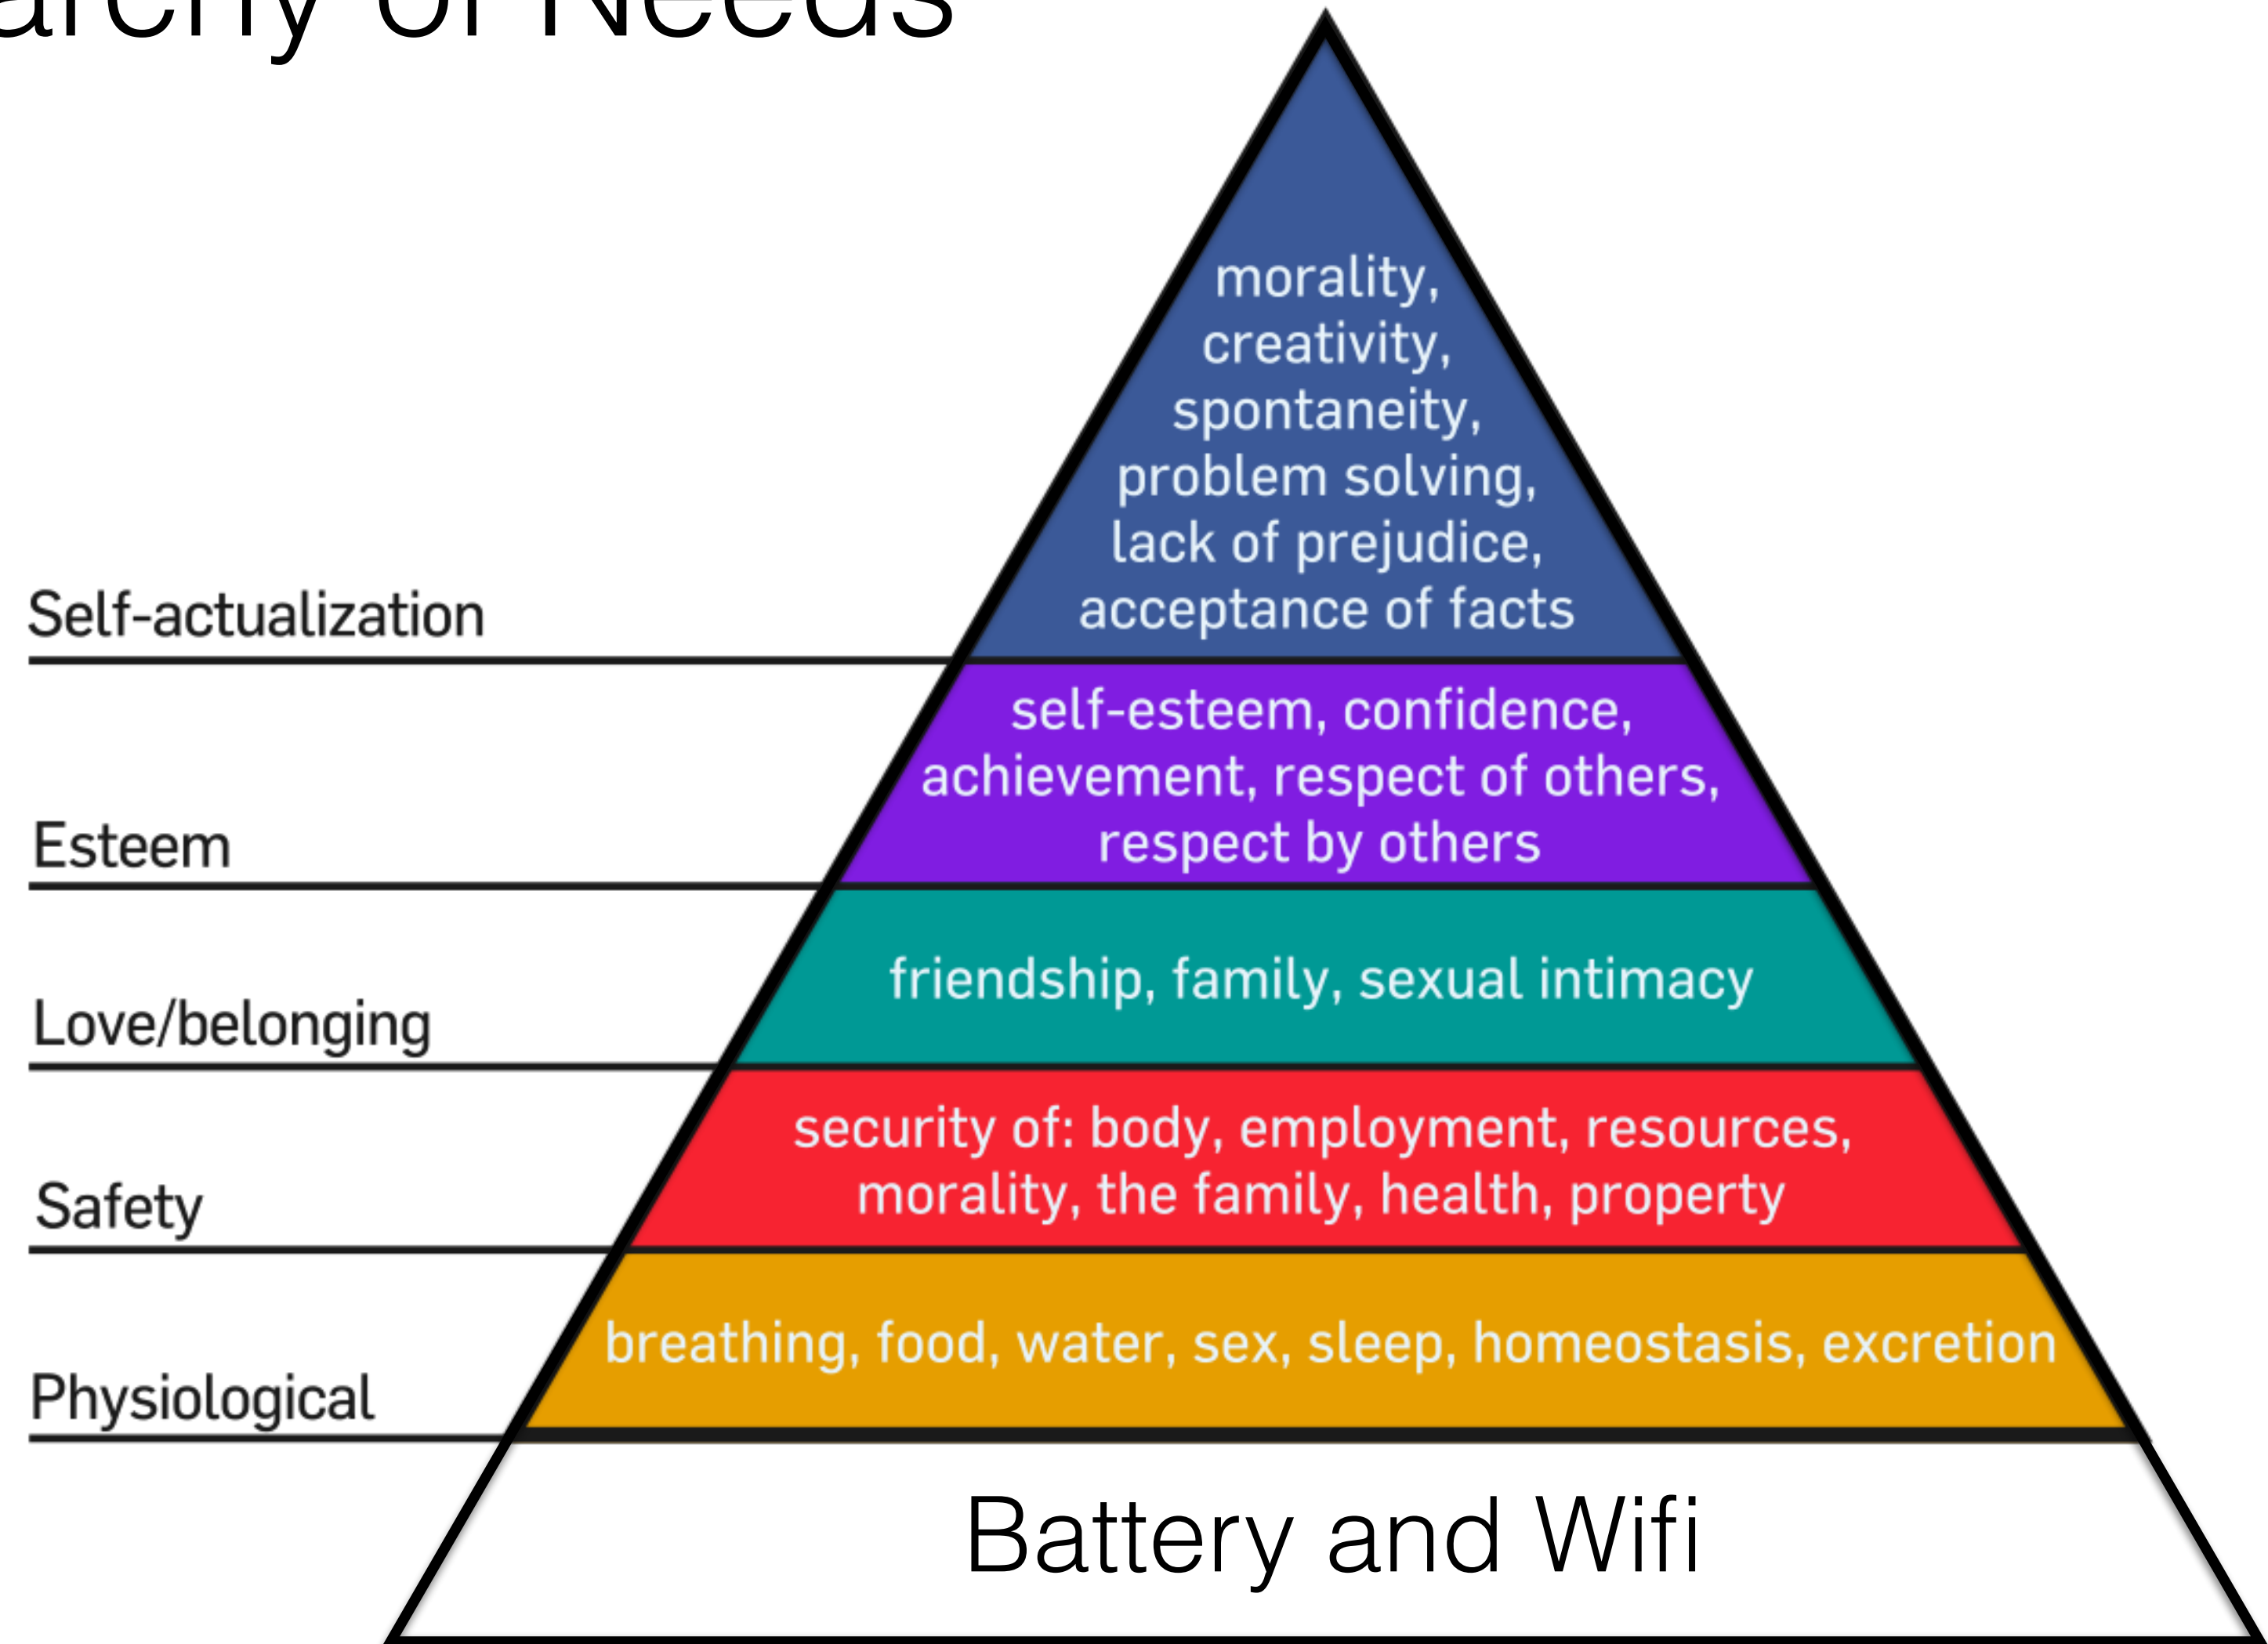 archy of Needs
morality,
creativity,
spontaneity,
problem solving,
lack of prejudice,
acceptance of facts
Self-actualization
self-esteem, confidence,
achievement, respect of others,
respect by others
Esteem
friendship, family, sexual intimacy
Love/belonging
security of: body, employment, resources,
morality, the family, health, property
Safety
breathing, food, water, sex, sleep, homeostasis, excretion
Physiological
Battery and Wifi